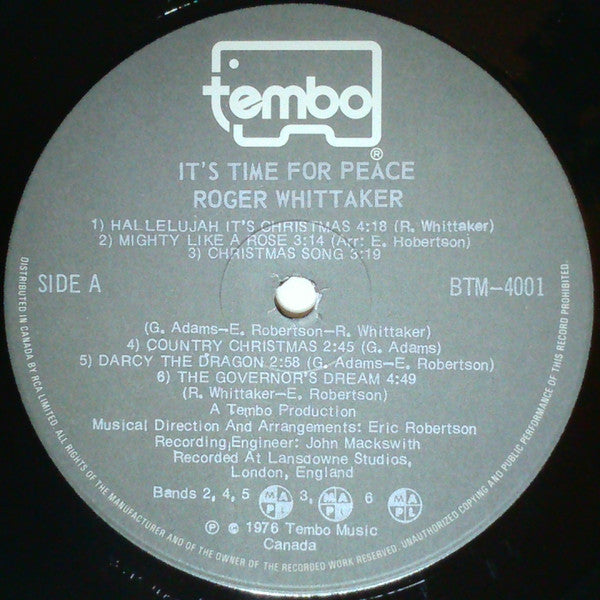 tembo
®
IT'S TIME FOR PEACE
ROGER WHITTAKER
1) HALLELUJAH IT'S CHRISTMAS 4:18 (R. Whittaker)
2) MIGHTY LIKE A ROSE 3:14 (Arr: E. Hobertson)
3) CHRISTMAS SONG 3:19
SIDE A
BTM-4001
(G. Adams-E. Robertson-R. Whittaker)
4) COUNTRY CHRISTMAS 2:45 (G. Adams)
5) DARCY THE DRAGON 2:58 (G. Adams-E. Robertson)
6) THE GOVERNOR'S DREAM 4:49
(R. Whittaker-E. Robertson)
A Tembo Production
Musical Direction And Arrangements: Eric Robertson
Recording Engineer: John Mackswith
Recorded At Lansdowne Studios,
London, England
Bands 2, 4, 5 MAPL 3, MAPL 6 MAPL
℗ © 1976 Tembo Music
Canada
DISTRIBUTED IN CANADA BY RCA LIMITED. ALL RIGHTS OF THE MANUFACTURER AND OF THE OWNER OF THE RECORDED WORK RESERVED. UNAUTHORIZED COPYING AND PUBLIC PERFORMANCE OF THIS RECORD PROHIBITED.